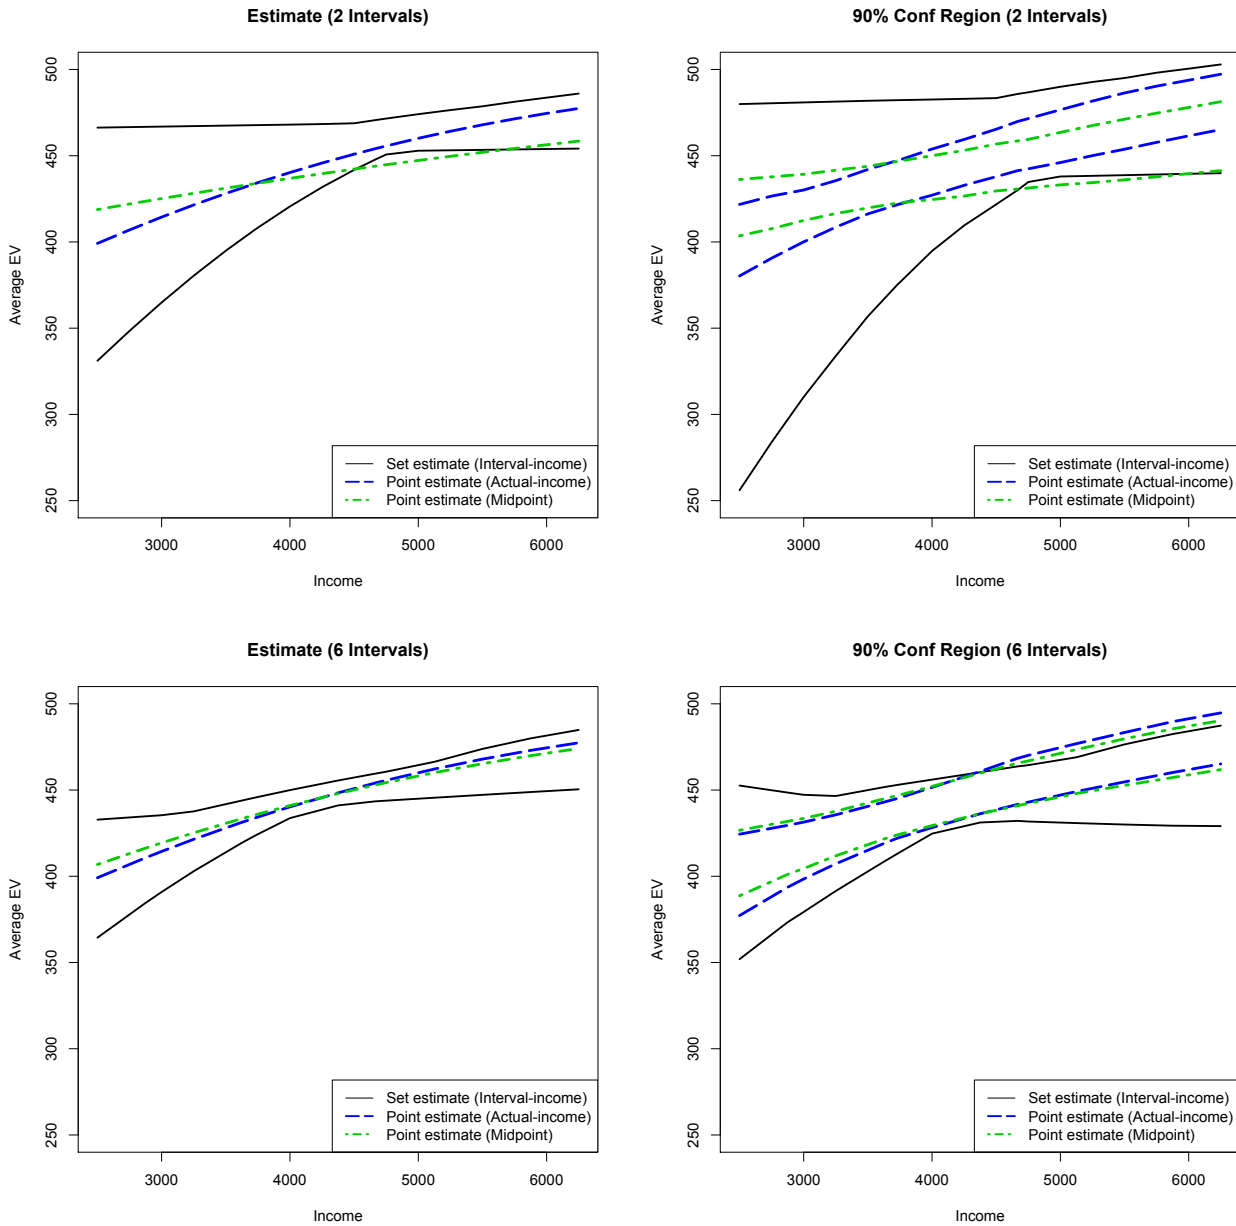 Estimate (2 Intervals)
Average EV
500
450
400
350
300
250
Set estimate (Interval-income)
Point estimate (Actual-income)
Point estimate (Midpoint)
3000 4000 5000 6000
Income
90% Conf Region (2 Intervals)
Average EV
500
450
400
350
300
250
Set estimate (Interval-income)
Point estimate (Actual-income)
Point estimate (Midpoint)
3000 4000 5000 6000
Income
Estimate (6 Intervals)
Average EV
500
450
400
350
300
250
Set estimate (Interval-income)
Point estimate (Actual-income)
Point estimate (Midpoint)
3000 4000 5000 6000
Income
90% Conf Region (6 Intervals)
Average EV
500
450
400
350
300
250
Set estimate (Interval-income)
Point estimate (Actual-income)
Point estimate (Midpoint)
3000 4000 5000 6000
Income